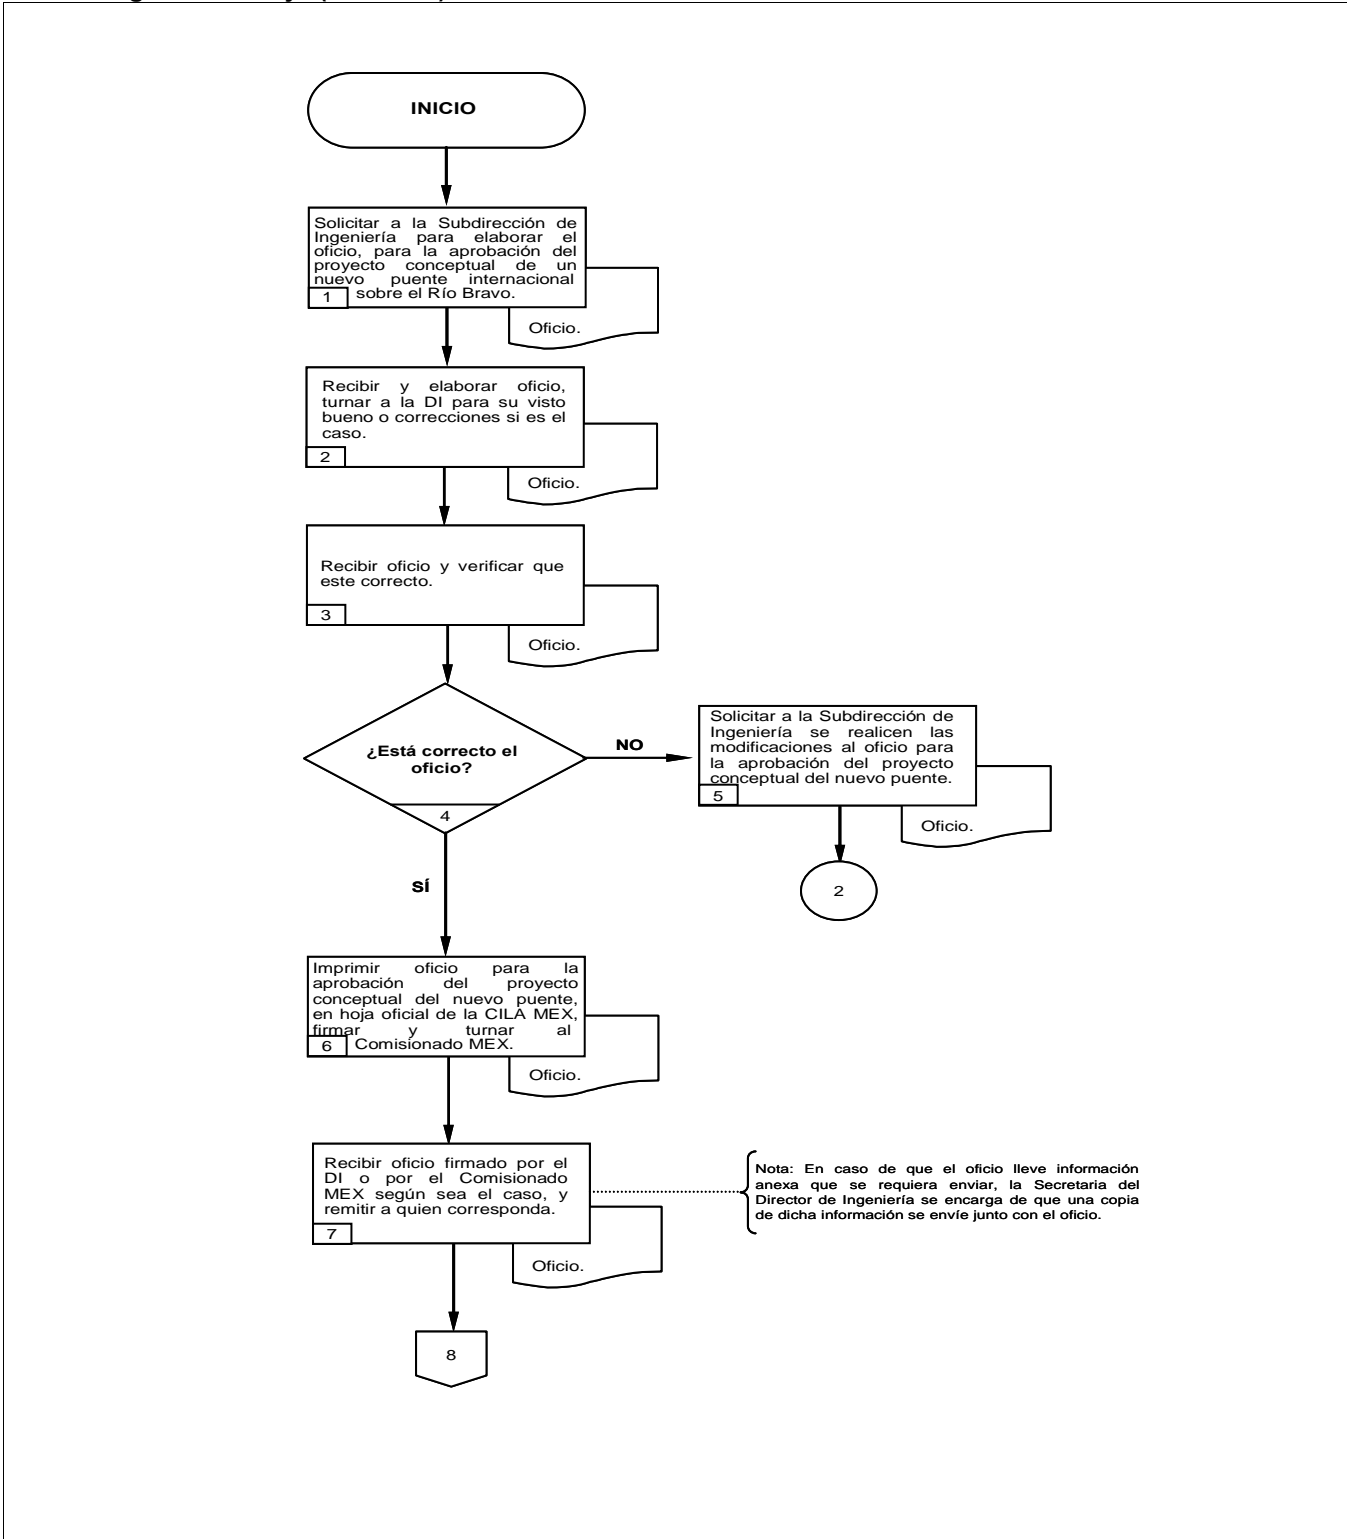 INICIO
Solicitar a la Subdirección de
Ingeniería para elaborar el
oficio, para la aprobación del
proyecto conceptual de un
nuevo puente internacional
1 sobre el Río Bravo.
Oficio.
Recibir y elaborar oficio,
turnar a la DI para su visto
bueno o correcciones si es el
caso.
2
Oficio.
Recibir oficio y verificar que
este correcto.
3
Oficio.
¿Está correcto el
oficio?
4
NO
Solicitar a la Subdirección de
Ingeniería se realicen las
modificaciones al oficio para
la aprobación del proyecto
conceptual del nuevo puente.
5
Oficio.
2
SÍ
Imprimir oficio para la
aprobación del proyecto
conceptual del nuevo puente,
en hoja oficial de la CILA MEX,
firmar y turnar al
6 Comisionado MEX.
Oficio.
Recibir oficio firmado por el
DI o por el Comisionado
MEX según sea el caso, y
remitir a quien corresponda.
7
Oficio.
Nota: En caso de que el oficio lleve información
anexa que se requiera enviar, la Secretaria del
Director de Ingeniería se encarga de que una copia
de dicha información se envíe junto con el oficio.
8